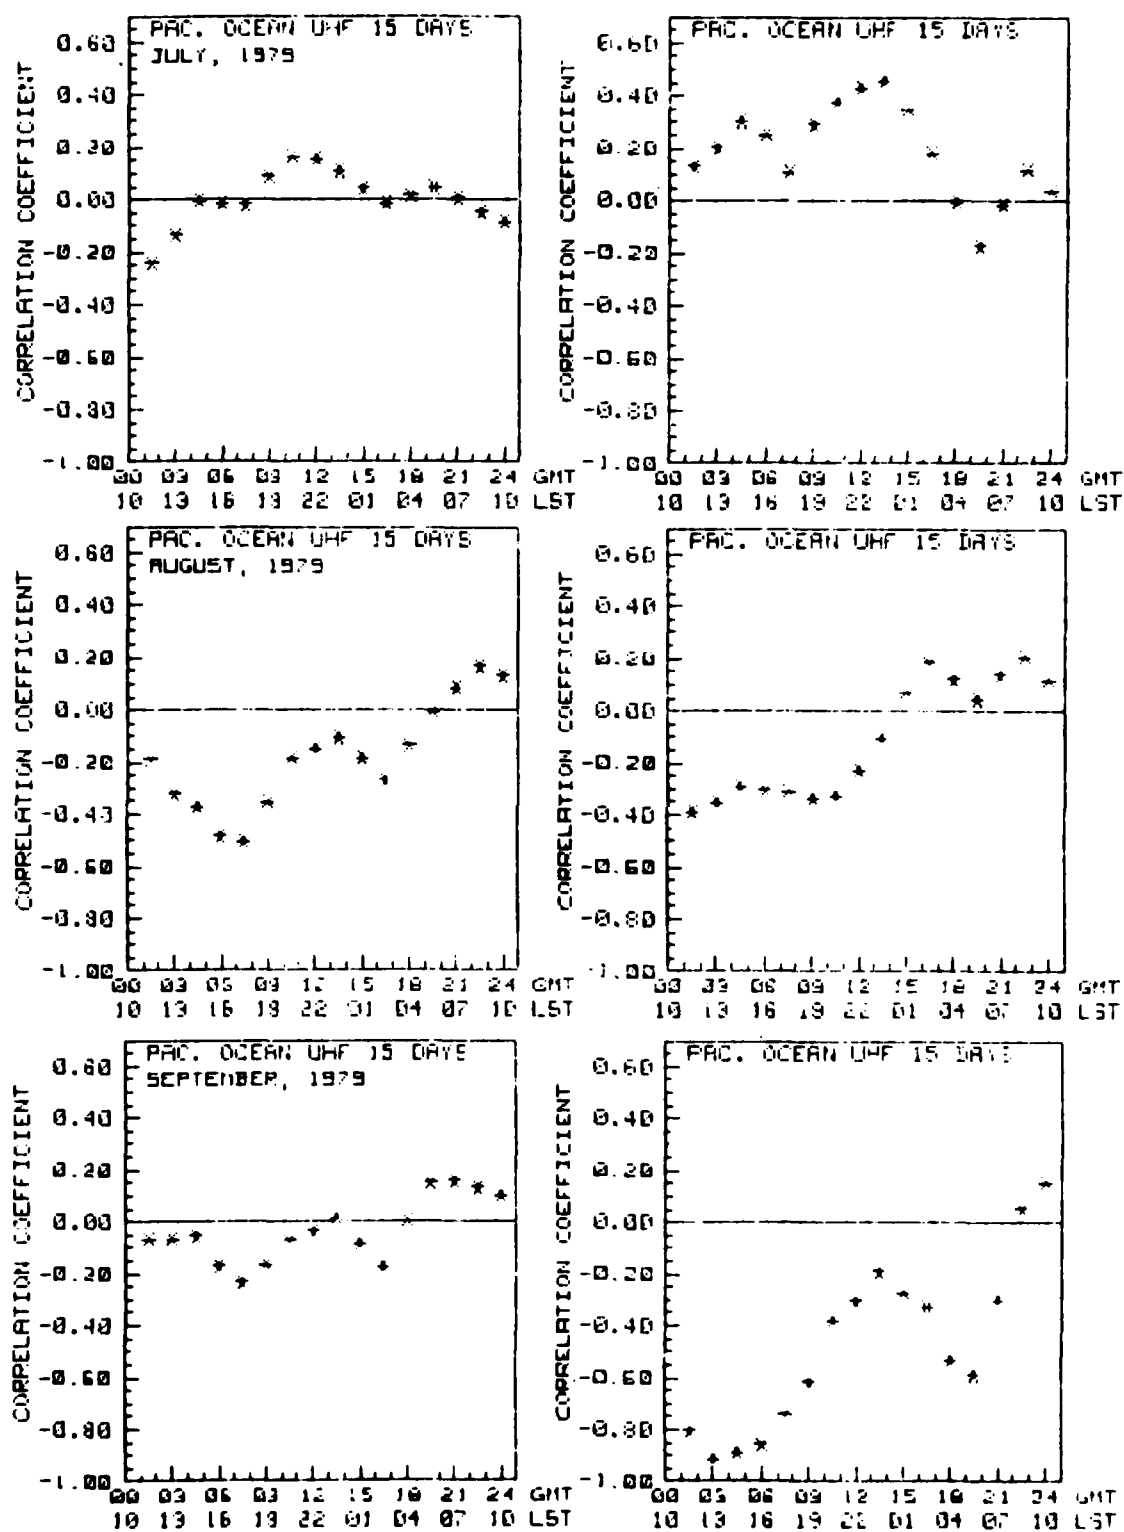 PAC. OCEAN UHF 15 DAYS
JULY, 1979
CORRELATION COEFFICIENT
0.60
0.40
0.20
0.00
-0.20
-0.40
-0.60
-0.80
-1.00
00 03 06 09 12 15 18 21 24 GMT
10 13 16 19 22 01 04 07 10 LST
PAC. OCEAN UHF 15 DAYS
CORRELATION COEFFICIENT
0.60
0.40
0.20
0.00
-0.20
-0.40
-0.60
-0.80
-1.00
00 03 06 09 12 15 18 21 24 GMT
10 13 16 19 22 01 04 07 10 LST
PAC. OCEAN UHF 15 DAYS
AUGUST, 1979
CORRELATION COEFFICIENT
0.60
0.40
0.20
0.00
-0.20
-0.40
-0.60
-0.80
-1.00
00 03 06 09 12 15 18 21 24 GMT
10 13 16 19 22 01 04 07 10 LST
PAC. OCEAN UHF 15 DAYS
CORRELATION COEFFICIENT
0.60
0.40
0.20
0.00
-0.20
-0.40
-0.60
-0.80
-1.00
00 03 06 09 12 15 18 21 24 GMT
10 13 16 19 22 01 04 07 10 LST
PAC. OCEAN UHF 15 DAYS
SEPTEMBER, 1979
CORRELATION COEFFICIENT
0.60
0.40
0.20
0.00
-0.20
-0.40
-0.60
-0.80
-1.00
00 03 06 09 12 15 18 21 24 GMT
10 13 16 19 22 01 04 07 10 LST
PAC. OCEAN UHF 15 DAYS
CORRELATION COEFFICIENT
0.60
0.40
0.20
0.00
-0.20
-0.40
-0.60
-0.80
-1.00
00 03 06 09 12 15 18 21 24 GMT
10 13 16 19 22 01 04 07 10 LST